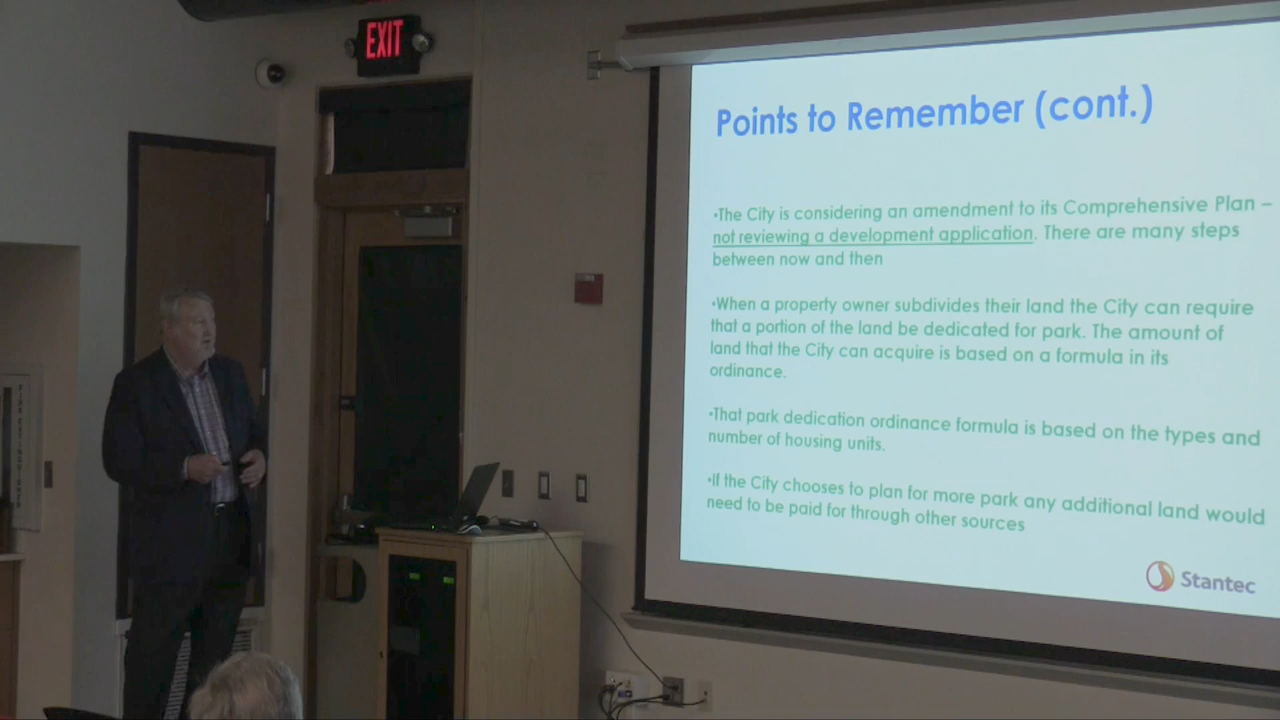 EXIT
Points to Remember (cont.)
•The City is considering an amendment to its Comprehensive Plan –
not reviewing a development application. There are many steps
between now and then
•When a property owner subdivides their land the City can require
that a portion of the land be dedicated for park. The amount of
land that the City can acquire is based on a formula in its
ordinance.
•That park dedication ordinance formula is based on the types and
number of housing units.
•If the City chooses to plan for more park any additional land would
need to be paid for through other sources
Stantec